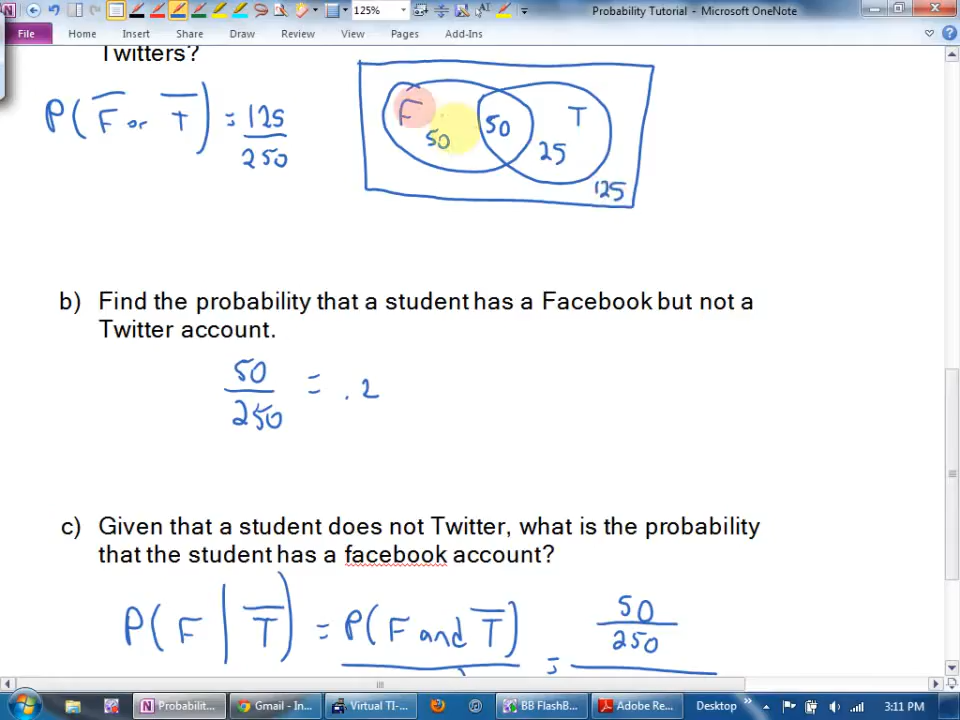 125%
Probability Tutorial - Microsoft OneNote
File Home Insert Share Draw Review View Pages Add-Ins
Twitters?
P( F or T ) = 125
250
F
50
50
T
25
125
b) Find the probability that a student has a Facebook but not a
Twitter account.
50
250
= .2
c) Given that a student does not Twitter, what is the probability
that the student has a facebook account?
P( F | T ) = P( F and T )
=
50
250
Probabilit... Gmail - In... Virtual TI-... BB FlashB... Adobe Re... Desktop 3:11 PM